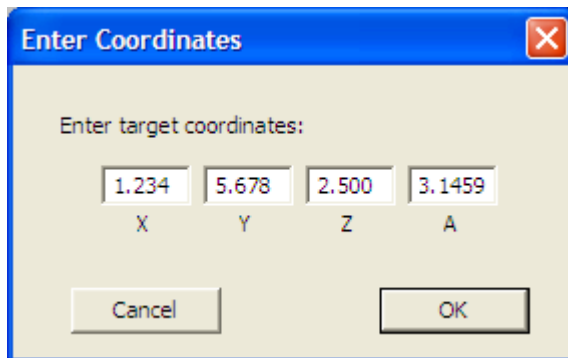 Enter Coordinates
Enter target coordinates:
1.234 5.678 2.500 3.1459
X Y Z A
Cancel OK